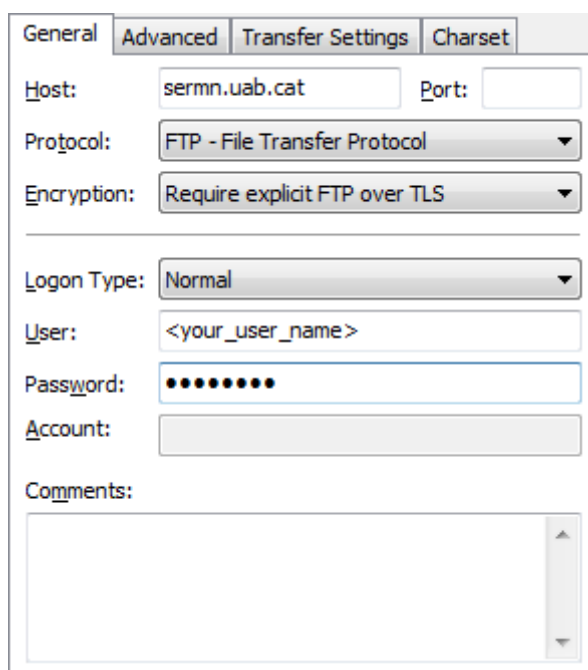 General Advanced Transfer Settings Charset
Host: sermn.uab.cat Port:
Protocol: FTP - File Transfer Protocol
Encryption: Require explicit FTP over TLS
Logon Type: Normal
User: <your_user_name>
Password: ●●●●●●●●
Account:
Comments: